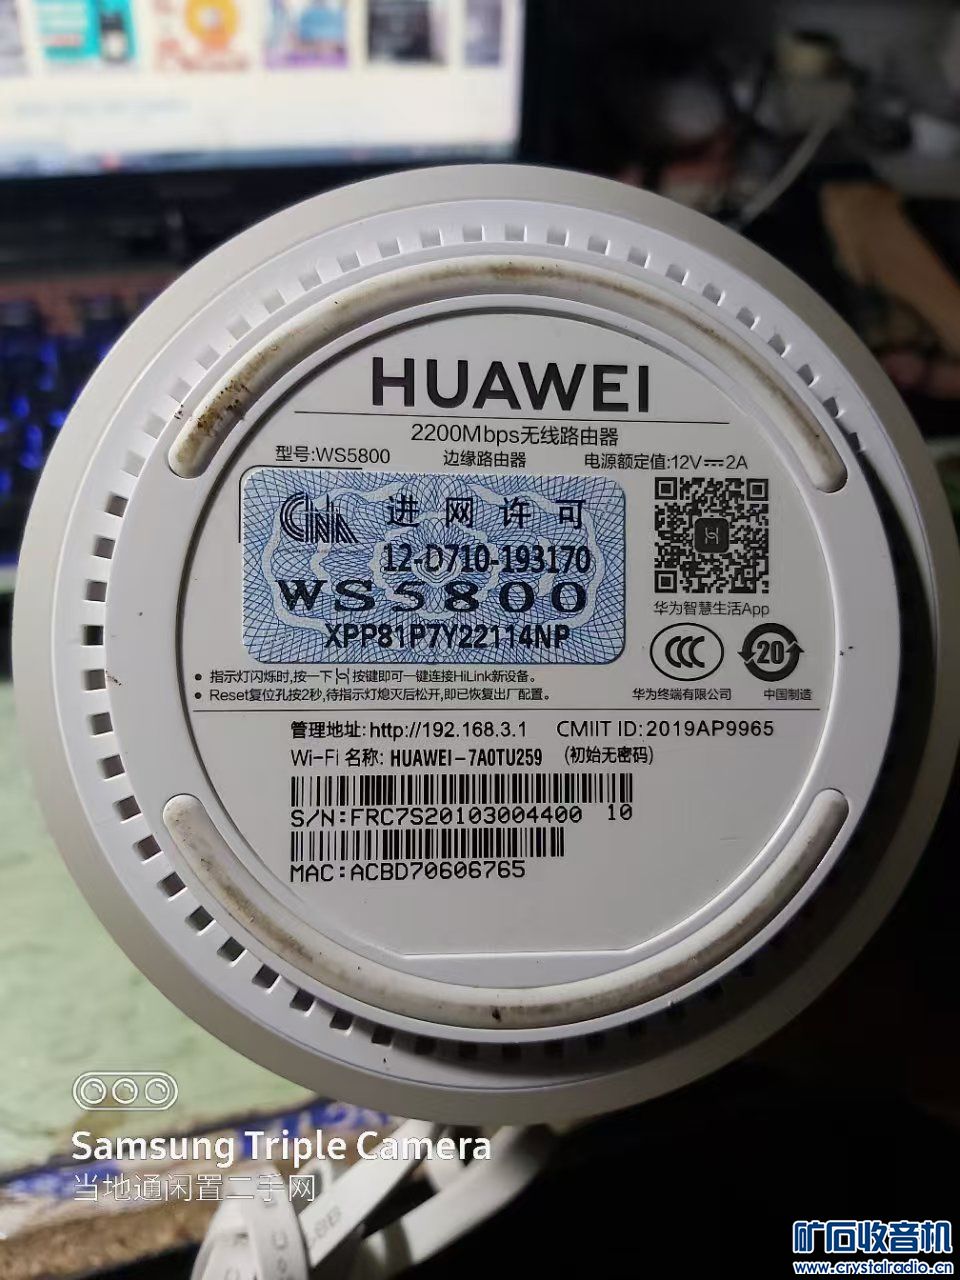 HUAWEI
2200Mbps无线路由器
型号:WS5800 边缘路由器 电源额定值:12V⎓2A
进网许可
12-D710-193170
WS5800
XPP81P7Y22114NP
华为智慧生活App
CCC
20
华为终端有限公司 中国制造
• 指示灯闪烁时,按一下 按键即可一键连接HiLink新设备。
• Reset复位孔按2秒,待指示灯熄灭后松开,即已恢复出厂配置。
管理地址: http://192.168.3.1 CMIIT ID: 2019AP9965
Wi-Fi 名称: HUAWEI-7A0TU259 (初始无密码)
S/N:FRC7S20103004400 10
MAC:ACBD70606765
Samsung Triple Camera
当地通闲置二手网
矿石收音机
www.crystalradio.cn